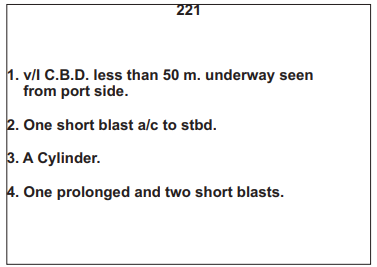 221
1. v/l C.B.D. less than 50 m. underway seen
from port side.
2. One short blast a/c to stbd.
3. A Cylinder.
4. One prolonged and two short blasts.